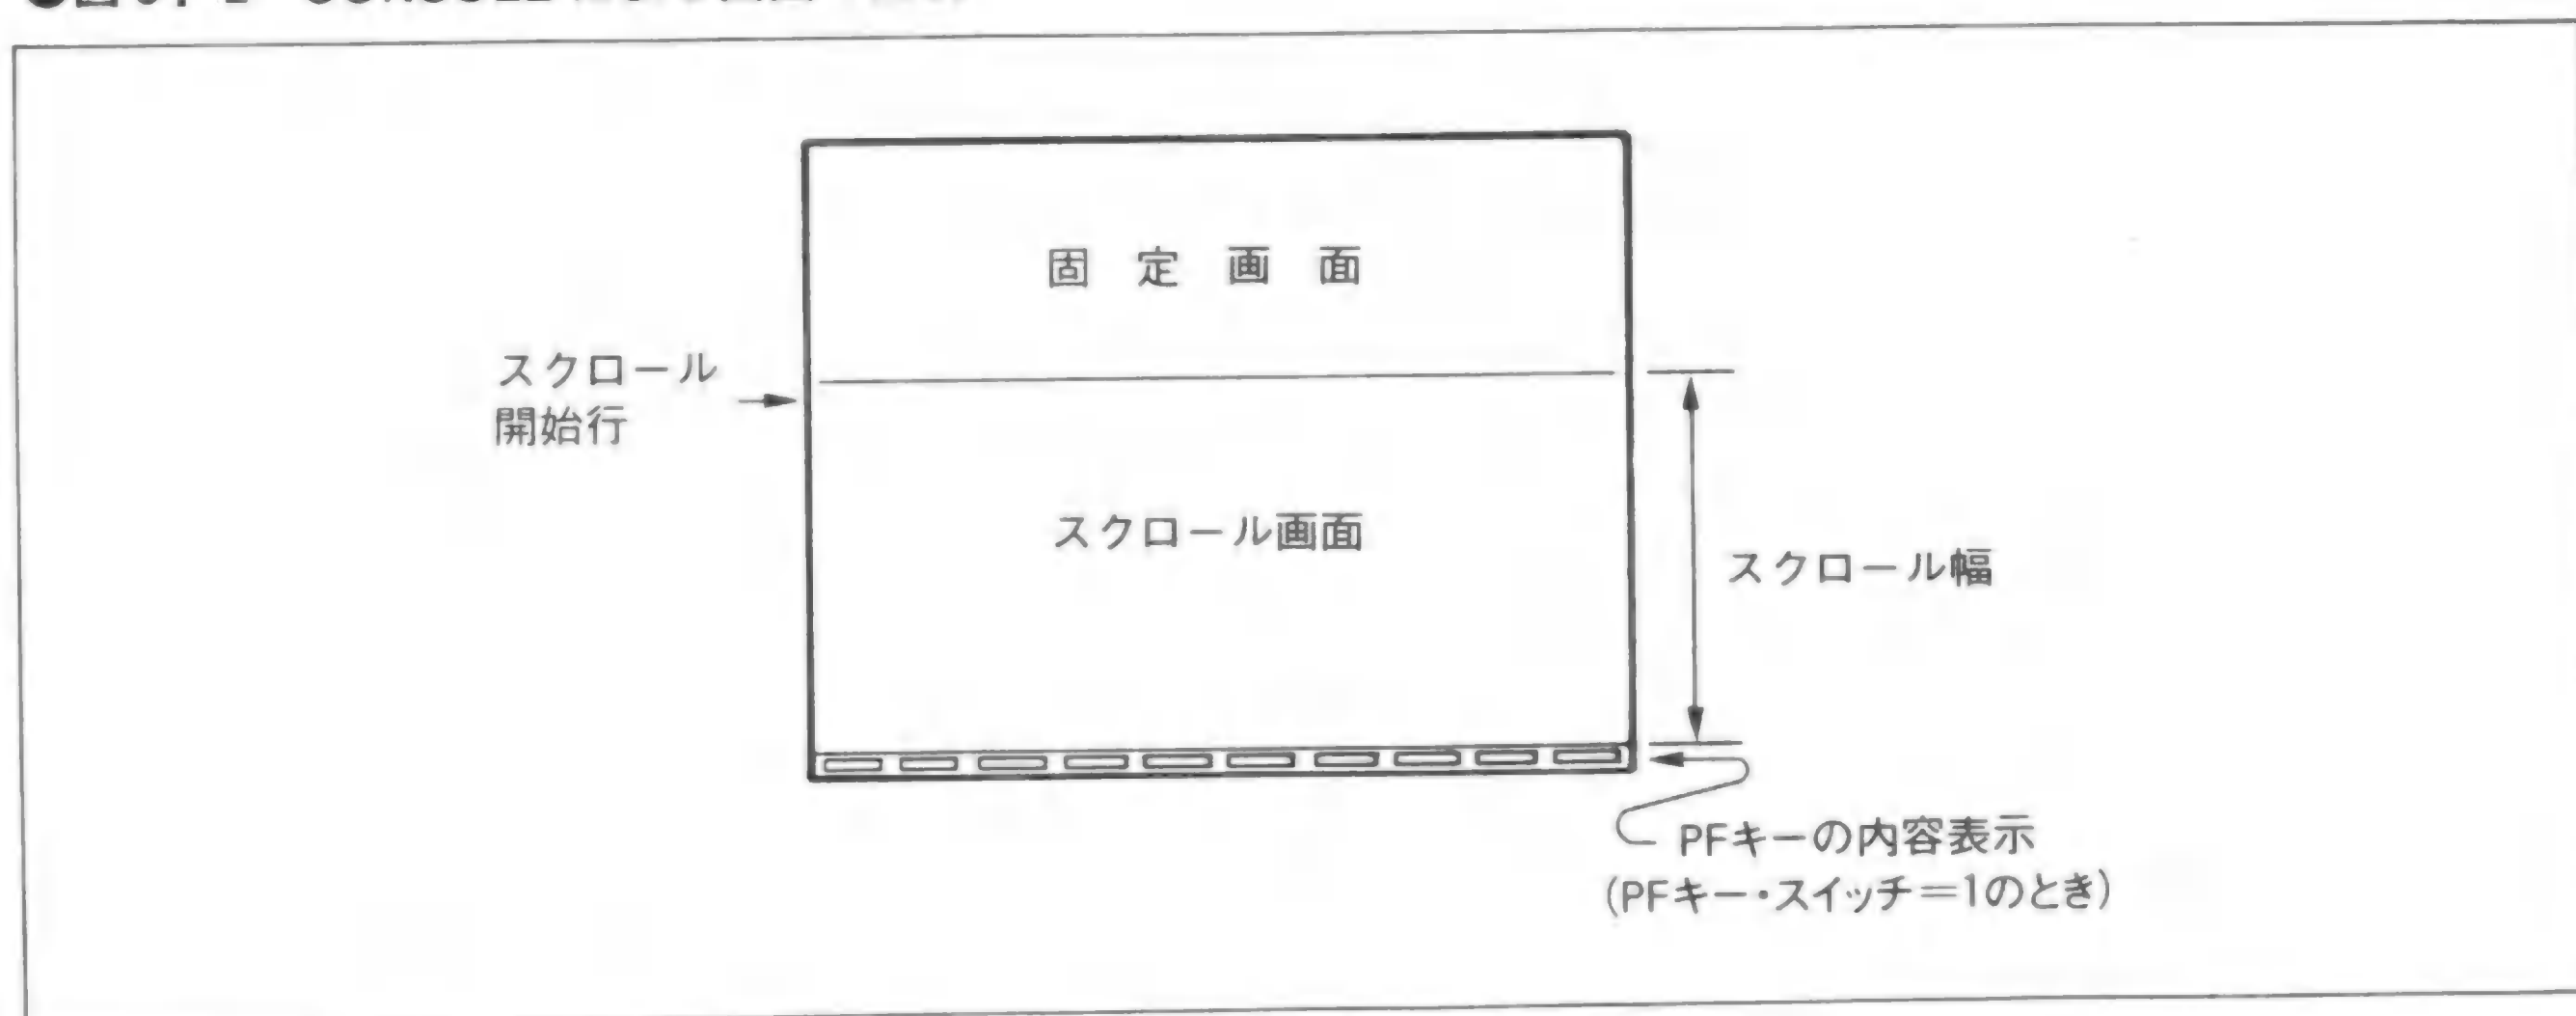 CONSOLE
固定画面
スクロール
開始行
スクロール画面
スクロール幅
PFキーの内容表示
(PFキー・スイッチ=1のとき)